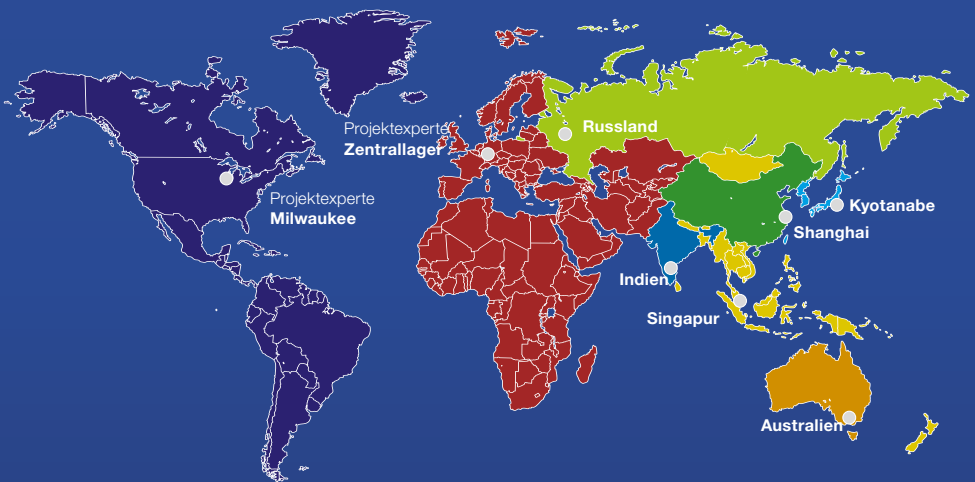 Projektexperte
Zentrallager
Russland
Projektexperte
Milwaukee
Kyotanabe
Shanghai
Indien
Singapur
Australien